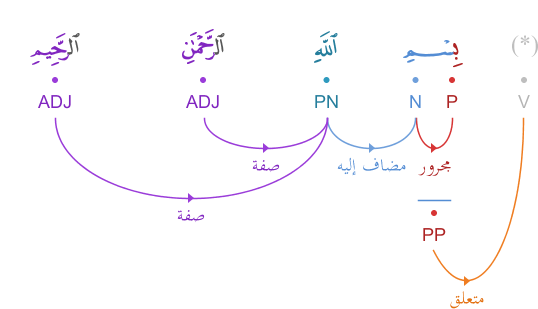 (*) بِسْمِ ٱللَّهِ ٱلرَّحْمَٰنِ ٱلرَّحِيمِ
V P N PN ADJ ADJ
مجرور مضاف إليه صفة
صفة
PP
متعلق